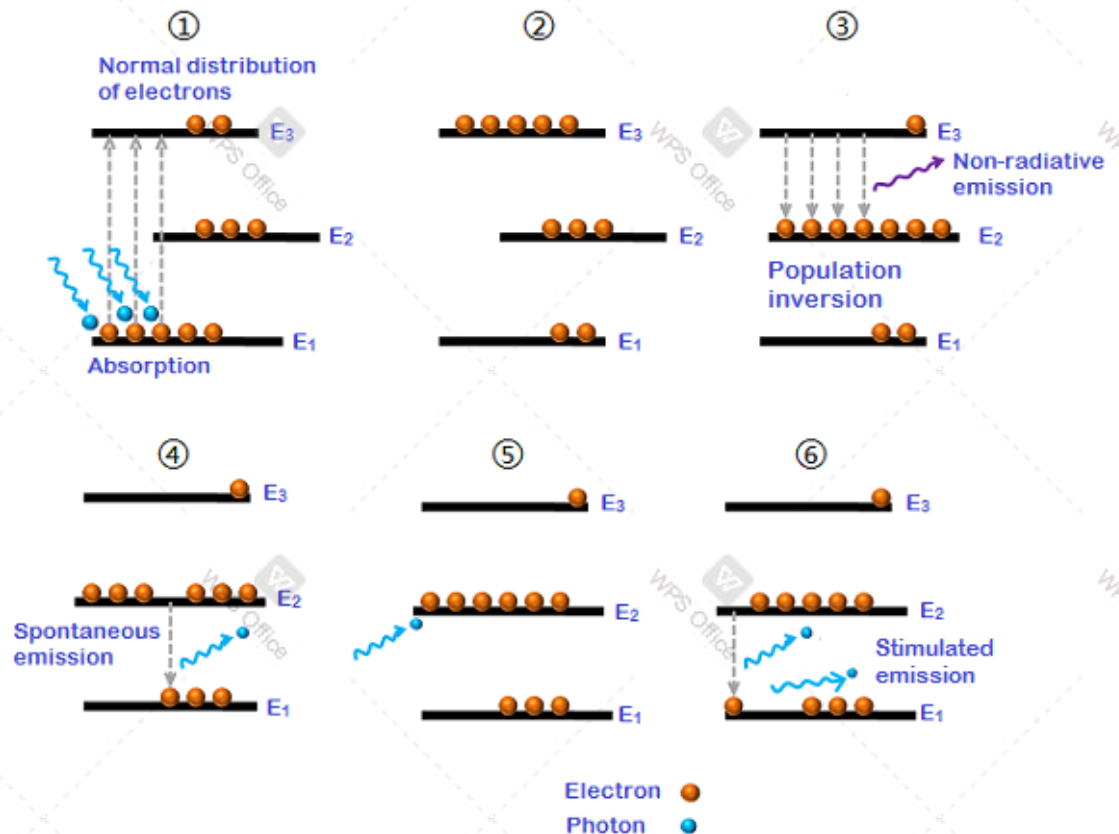 ①
②
③
Normal distribution
of electrons
E₃
E₃
E₃
WPS Office
WPS Office
Non-radiative
emission
E₂
E₂
E₂
Population
inversion
E₁
E₁
E₁
Absorption
④
⑤
⑥
E₃
E₃
E₃
WPS Office
WPS Office
E₂
E₂
E₂
Spontaneous
emission
Stimulated
emission
E₁
E₁
E₁
Electron
Photon